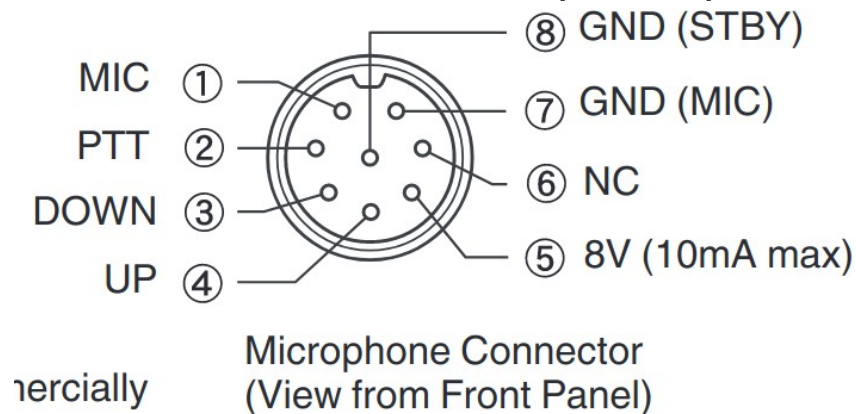 ⑧ GND (STBY)
MIC ①
⑦ GND (MIC)
PTT ②
⑥ NC
DOWN ③
⑤ 8V (10mA max)
UP ④
Microphone Connector
(View from Front Panel)